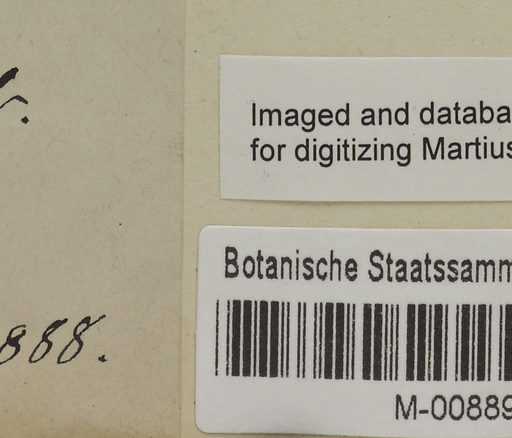 Imaged and databa
for digitizing Martius
Botanische Staatssamm
888.
M-00889